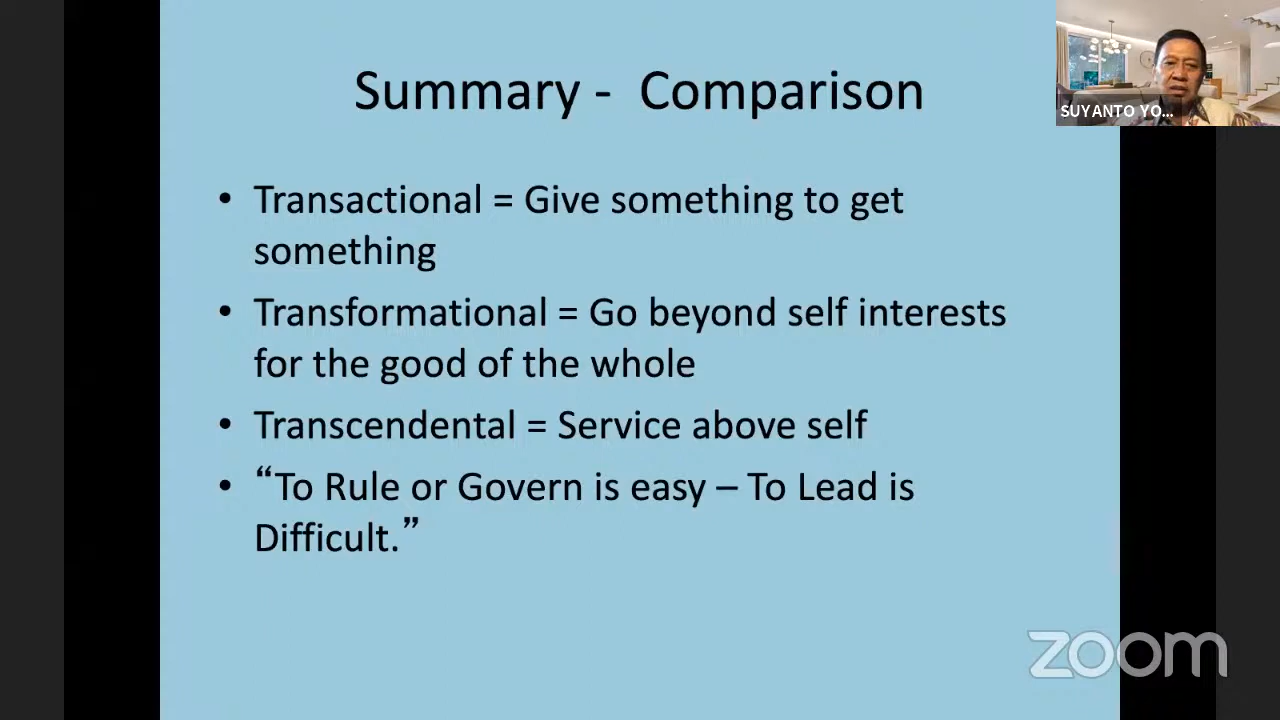 Summary - Comparison
SUYANTO YO...
• Transactional = Give something to get
something
• Transformational = Go beyond self interests
for the good of the whole
• Transcendental = Service above self
• “To Rule or Govern is easy – To Lead is
Difficult.”
zoom